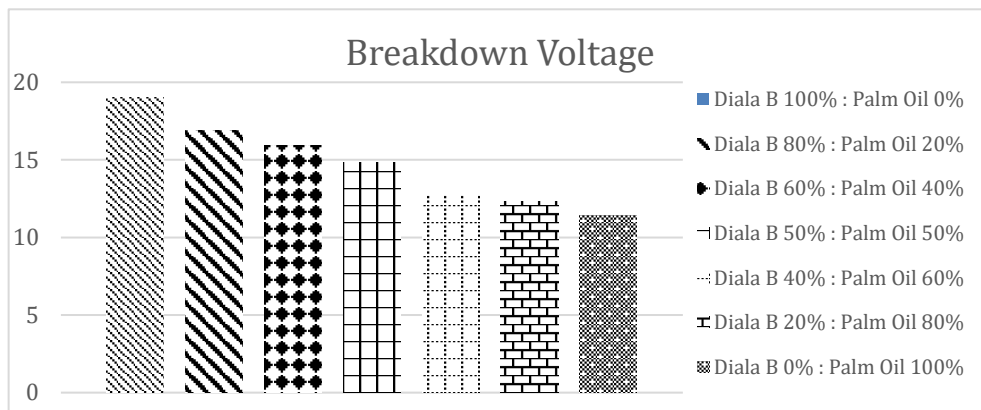 Breakdown Voltage
20
15
10
5
0
Diala B 100% : Palm Oil 0%
Diala B 80% : Palm Oil 20%
Diala B 60% : Palm Oil 40%
Diala B 50% : Palm Oil 50%
Diala B 40% : Palm Oil 60%
Diala B 20% : Palm Oil 80%
Diala B 0% : Palm Oil 100%